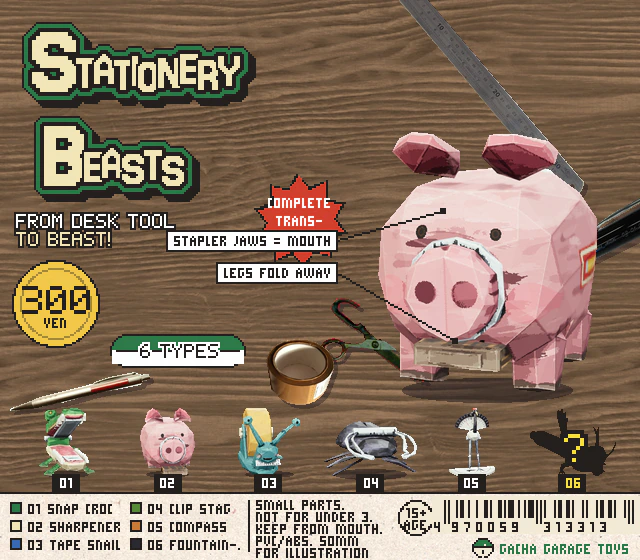 STATIONERY
BEASTS
FROM DESK TOOL
TO BEAST!
300
YEN
COMPLETE
TRANS-
STAPLER JAWS = MOUTH
LEGS FOLD AWAY
6 TYPES
01
02
03
04
05
?
06
01 SNAP CROC
02 SHARPENER
03 TAPE SNAIL
04 CLIP STAG
05 COMPASS
06 FOUNTAIN-.
SMALL PARTS.
NOT FOR UNDER 3.
KEEP FROM MOUTH.
PVC/ABS. 50MM
FOR ILLUSTRATION
15+
AGE
4 970059 313313
GACHA GARAGE TOYS